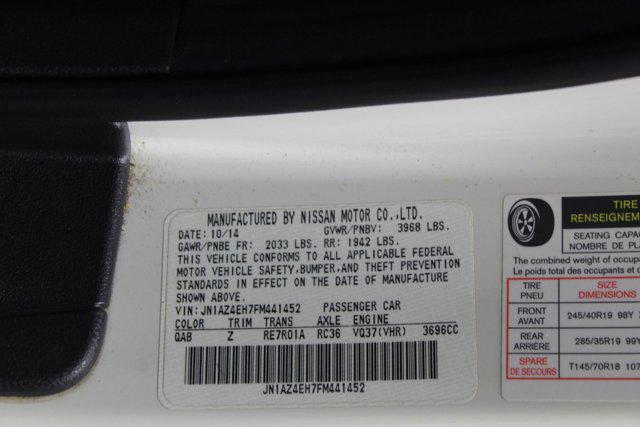 MANUFACTURED BY NISSAN MOTOR CO.,LTD.
DATE: 10/14 GVWR/PNBV: 3968 LBS.
GAWR/PNBE FR: 2033 LBS. RR: 1942 LBS.
THIS VEHICLE CONFORMS TO ALL APPLICABLE FEDERAL
MOTOR VEHICLE SAFETY,BUMPER,AND THEFT PREVENTION
STANDARDS IN EFFECT ON THE DATE OF MANUFACTURE
SHOWN ABOVE.
VIN: JN1AZ4EH7FM441452 PASSENGER CAR
COLOR TRIM TRANS AXLE ENGINE
QAB Z RE7R01A RC36 VQ37(VHR) 3696CC
JN1AZ4EH7FM441452
TIRE
RENSEIGNEME
SEATING CAPAC
NOMBRE DE PL
The combined weight of occupa
Le poids total des occupants et c
TIRE SIZE
PNEU DIMENSIONS
FRONT
AVANT 245/40R19 98Y
REAR
ARRIÈRE 285/35R19 99Y
SPARE
DE SECOURS T145/70R18 107